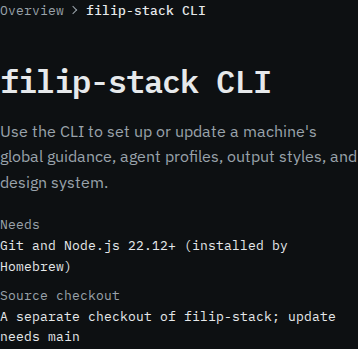 Overview > filip-stack CLI
filip-stack CLI
Use the CLI to set up or update a machine's
global guidance, agent profiles, output styles, and
design system.
Needs
Git and Node.js 22.12+ (installed by
Homebrew)
Source checkout
A separate checkout of filip-stack; update
needs main